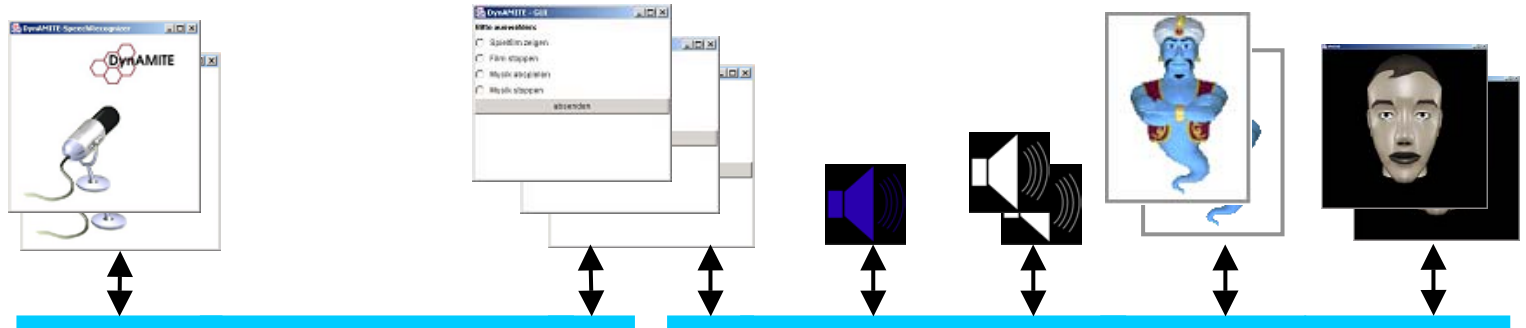 DynAMITE-SpeechRecognizer
DynAMITE
DynAMITE - GUI
Bitte auswählen:
Spielfilm zeigen
Film stoppen
Musik abspielen
Musik stoppen
absenden